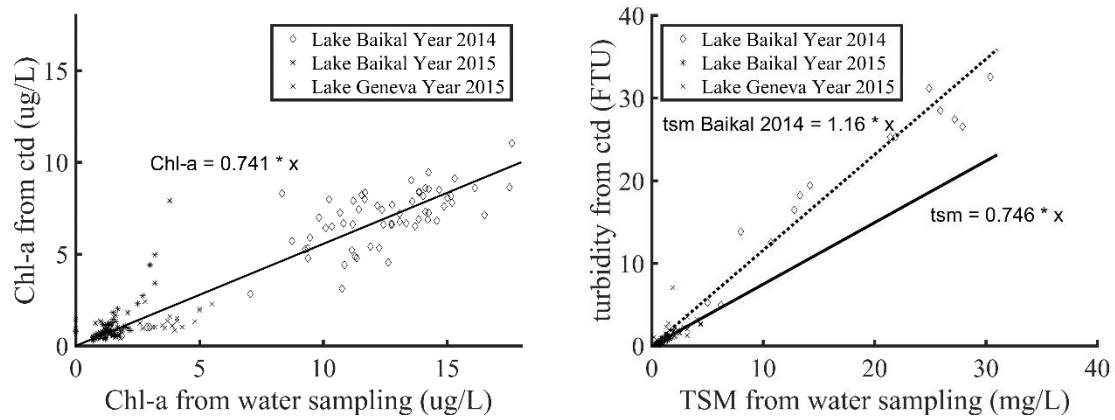 Chl-a from ctd (ug/L)
15
10
5
0
◇ Lake Baikal Year 2014
* Lake Baikal Year 2015
× Lake Geneva Year 2015
Chl-a = 0.741 * x
0 5 10 15
Chl-a from water sampling (ug/L)
turbidity from ctd (FTU)
40
30
20
10
0
◇ Lake Baikal Year 2014
* Lake Baikal Year 2015
× Lake Geneva Year 2015
tsm Baikal 2014 = 1.16 * x
tsm = 0.746 * x
0 10 20 30 40
TSM from water sampling (mg/L)